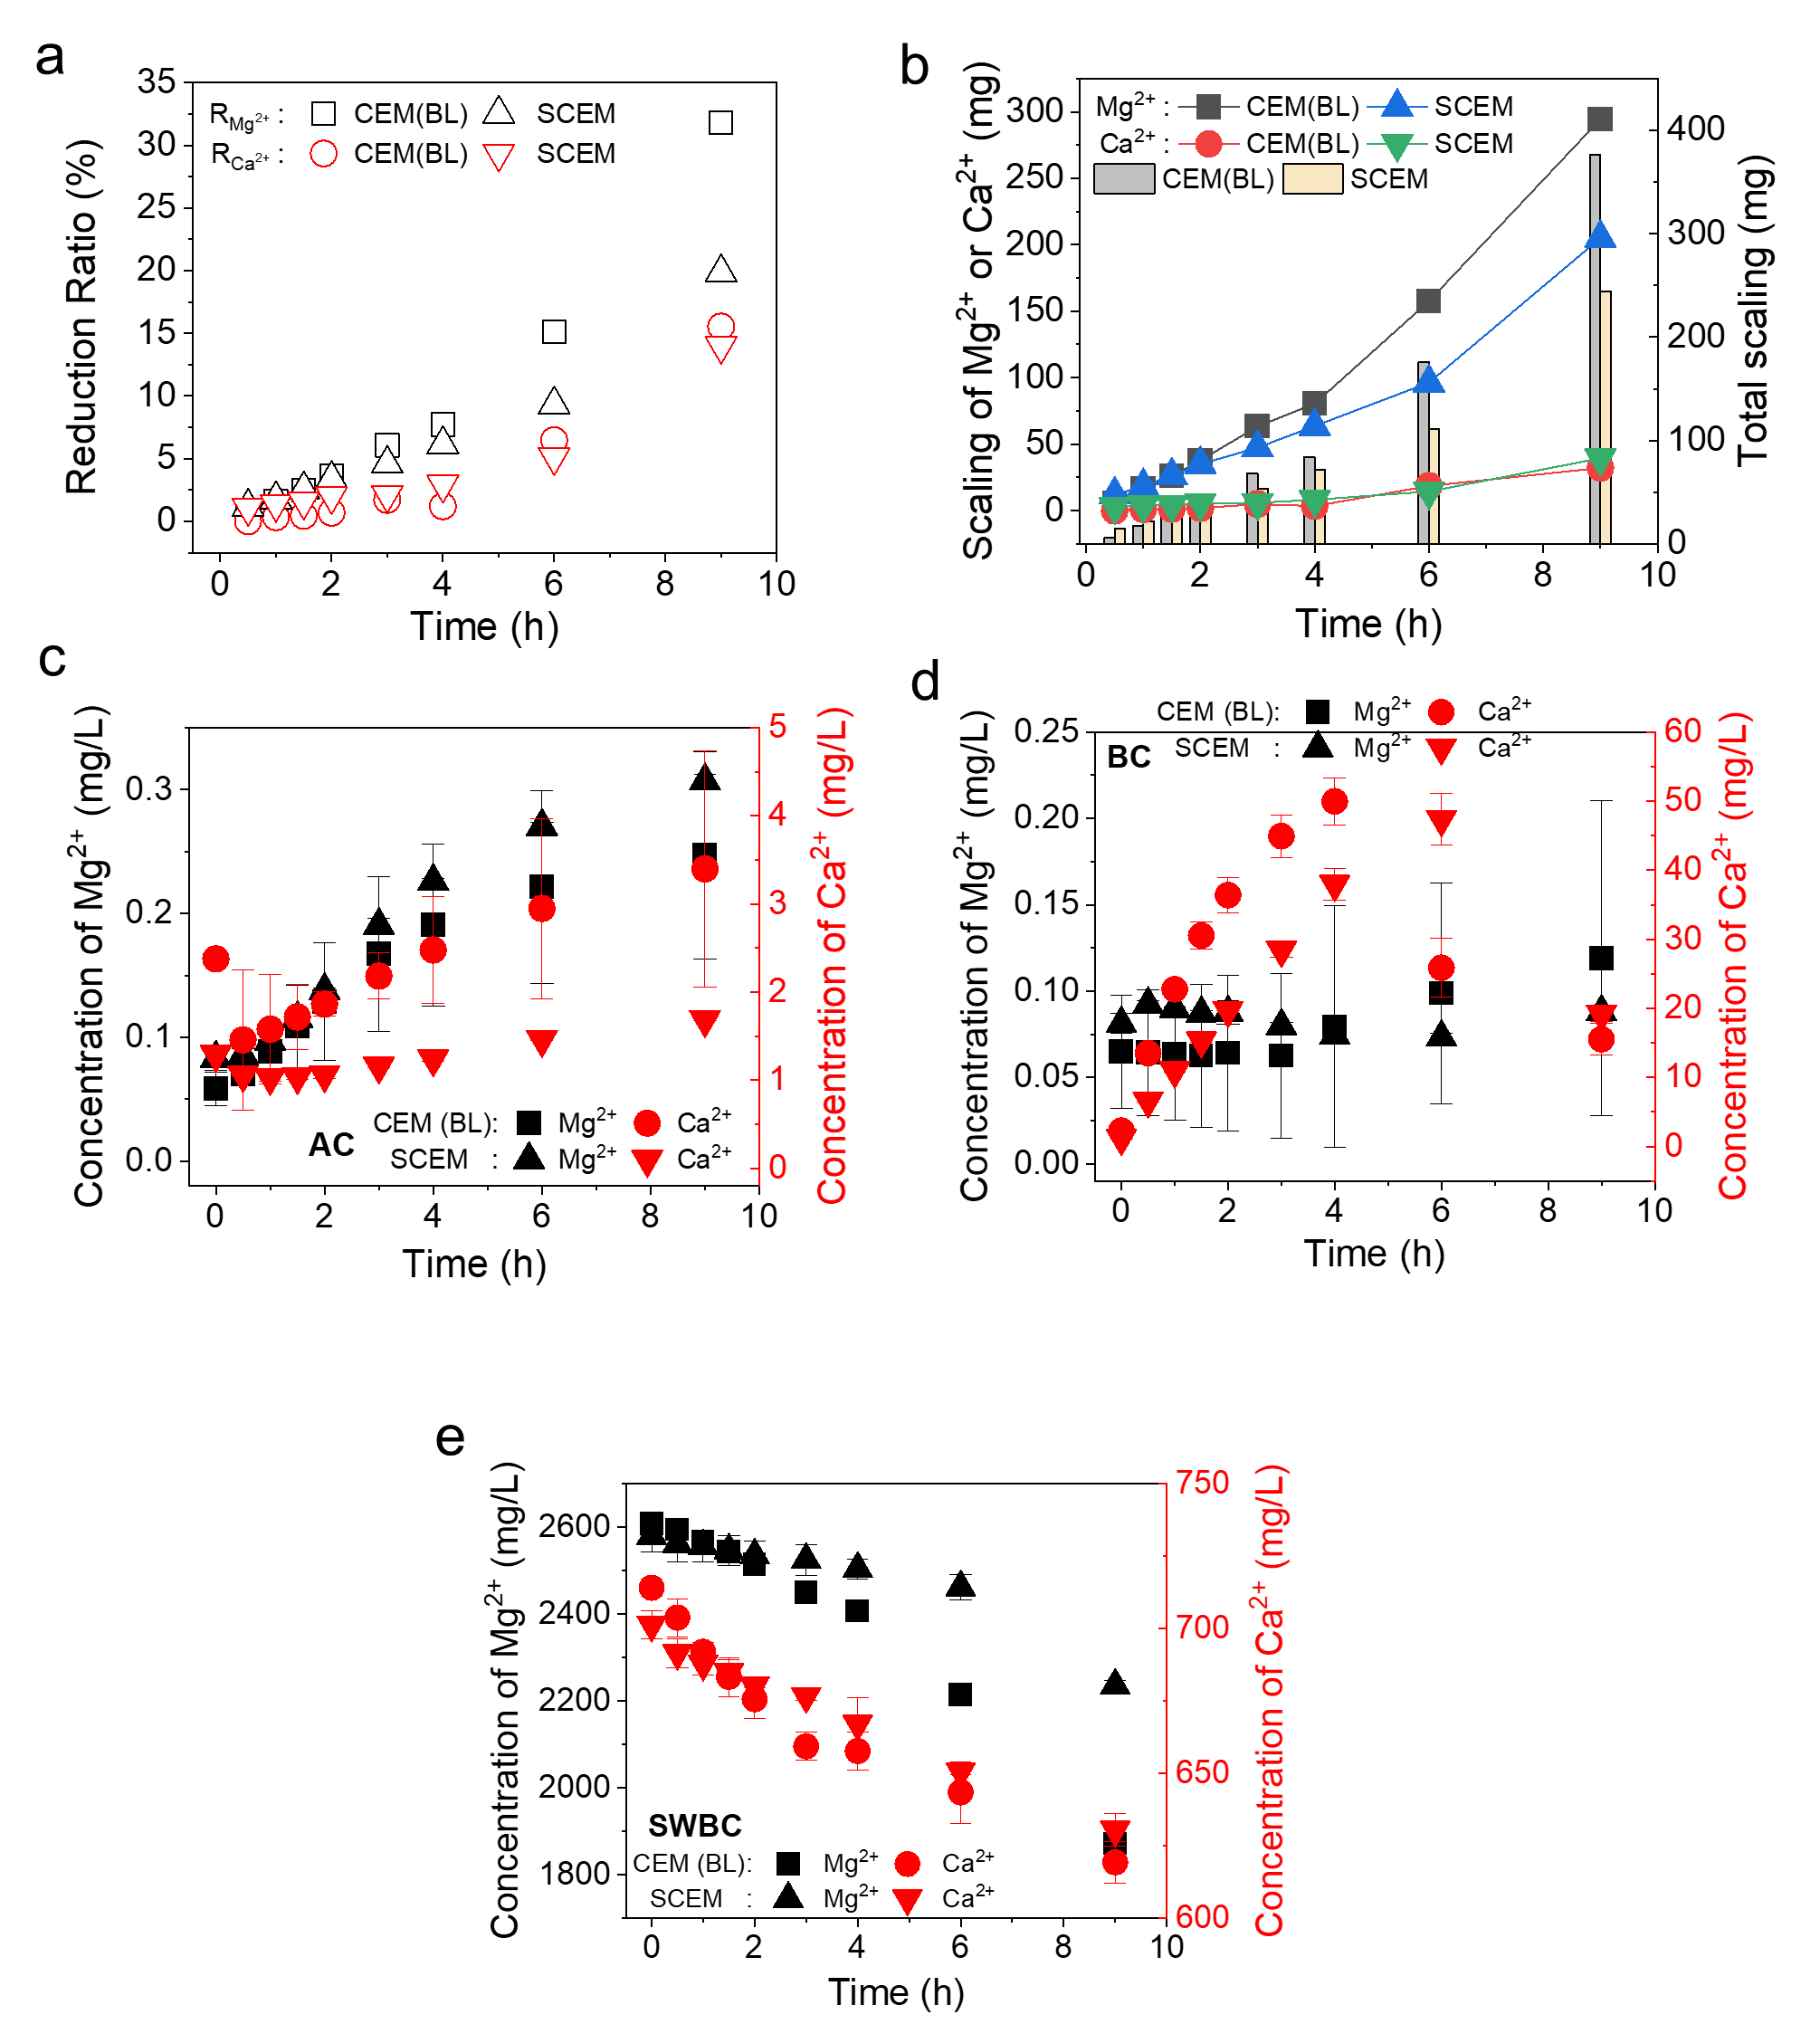 a
35
30
25
20
15
10
5
0
Reduction Ratio (%)
R Mg2+ : CEM(BL) SCEM
R Ca2+ : CEM(BL) SCEM
0 2 4 6 8 10
Time (h)
b
300
250
200
150
100
50
0
Scaling of Mg2+ or Ca2+ (mg)
Mg2+ : CEM(BL) SCEM
Ca2+ : CEM(BL) SCEM
CEM(BL) SCEM
400
300
200
100
0
Total scaling (mg)
0 2 4 6 8 10
Time (h)
c
0.3
0.2
0.1
0.0
Concentration of Mg2+ (mg/L)
5
4
3
2
1
0
Concentration of Ca2+ (mg/L)
AC
CEM (BL): Mg2+ Ca2+
SCEM : Mg2+ Ca2+
0 2 4 6 8 10
Time (h)
d
CEM (BL): Mg2+ Ca2+
SCEM : Mg2+ Ca2+
BC
0.25
0.20
0.15
0.10
0.05
0.00
Concentration of Mg2+ (mg/L)
60
50
40
30
20
10
0
Concentration of Ca2+ (mg/L)
0 2 4 6 8 10
Time (h)
e
2600
2400
2200
2000
1800
Concentration of Mg2+ (mg/L)
750
700
650
600
Concentration of Ca2+ (mg/L)
SWBC
CEM (BL): Mg2+ Ca2+
SCEM : Mg2+ Ca2+
0 2 4 6 8 10
Time (h)